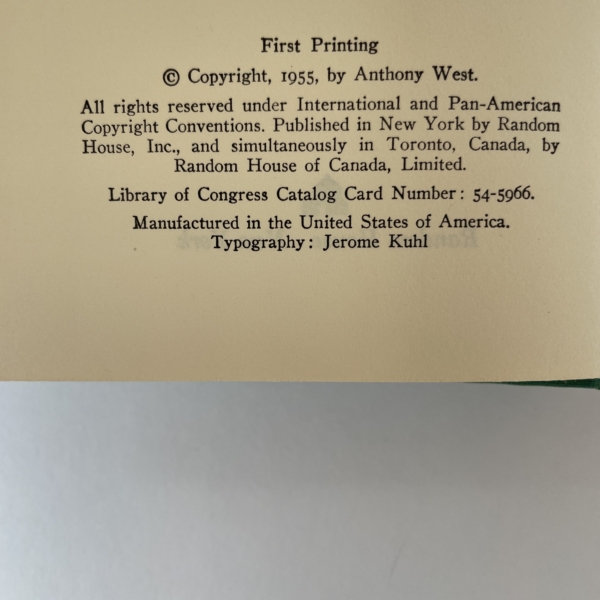 First Printing
© Copyright, 1955, by Anthony West.
All rights reserved under International and Pan-American
Copyright Conventions. Published in New York by Random
House, Inc., and simultaneously in Toronto, Canada, by
Random House of Canada, Limited.
Library of Congress Catalog Card Number: 54-5966.
Manufactured in the United States of America.
Typography: Jerome Kuhl